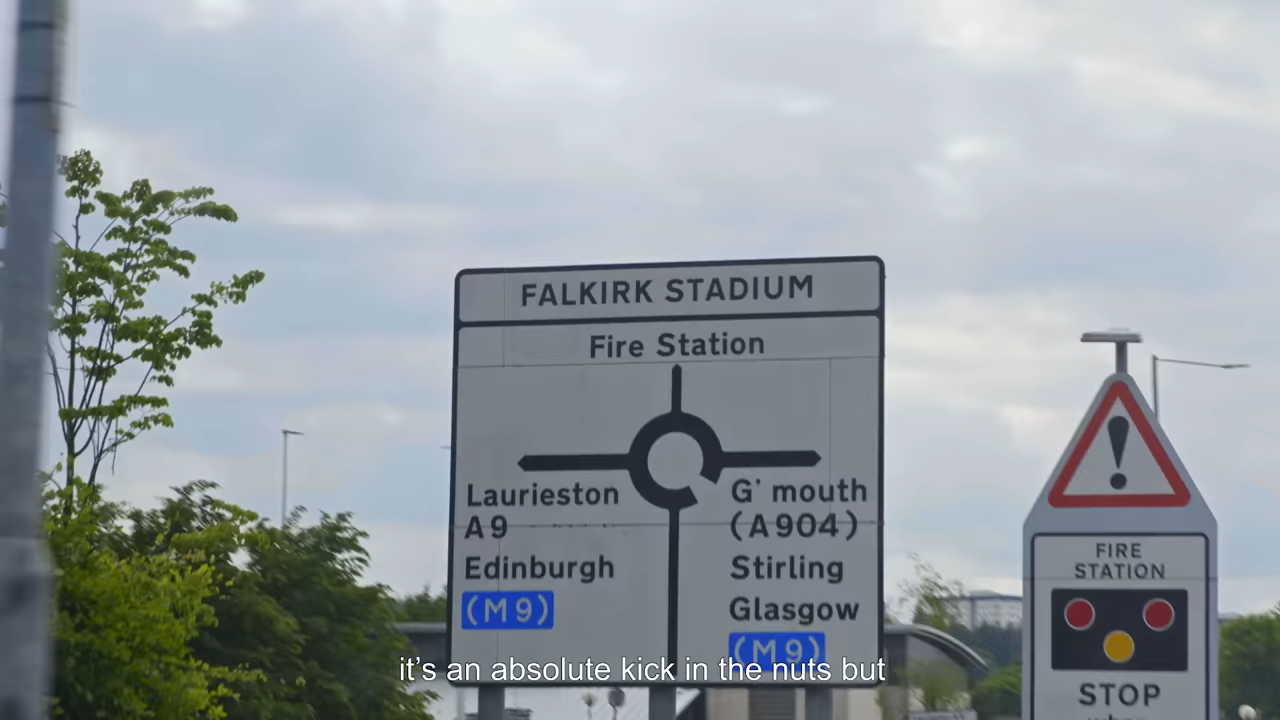 FALKIRK STADIUM
Fire Station
Laurieston
A9
Edinburgh
(M9)
G' mouth
(A904)
Stirling
Glasgow
(M9)
FIRE
STATION
STOP
it's an absolute kick in the nuts but